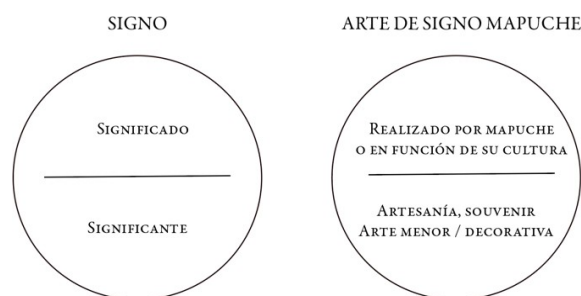 SIGNO
ARTE DE SIGNO MAPUCHE
Significado
Significante
Realizado por mapuche
o en función de su cultura
Artesanía, souvenir
Arte menor / decorativa